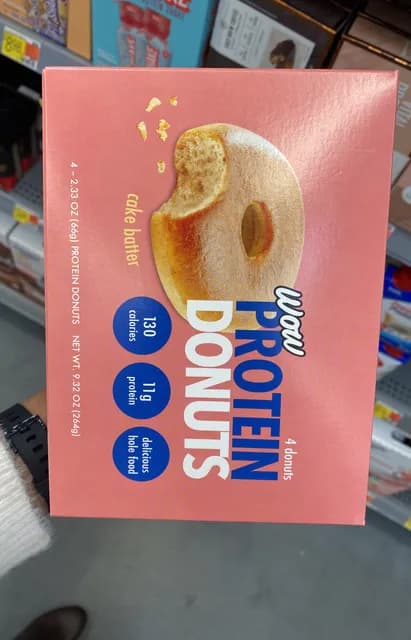 4 donuts
WOW
PROTEIN
DONUTS
130
calories
11g
protein
delicious
hole food
cake batter
4 - 2.33 OZ (66g) PROTEIN DONUTS NET WT. 9.32 OZ (264g)